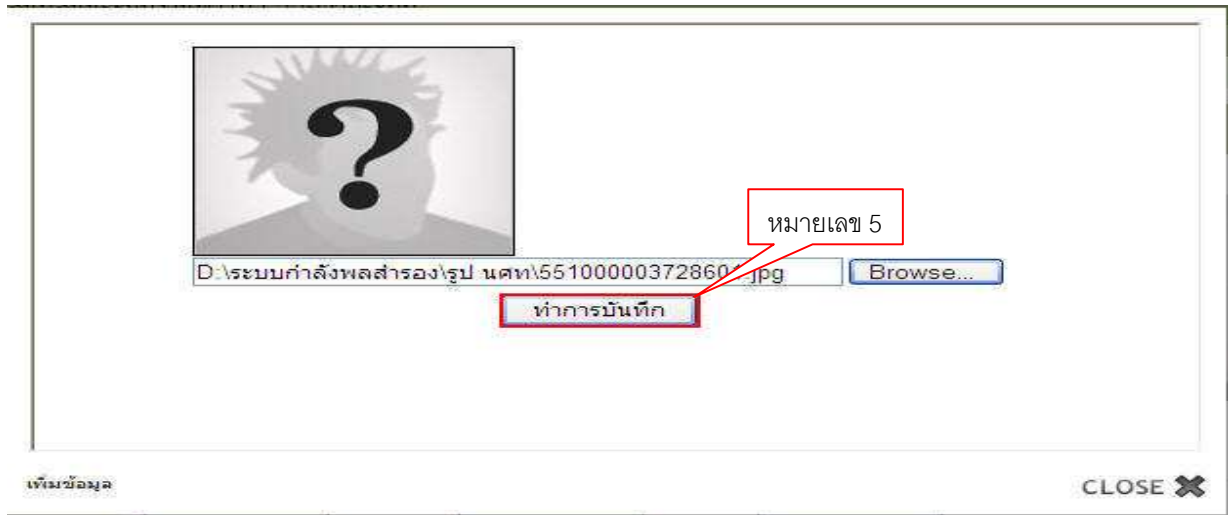 ?
หมายเลข 5
D:\ระบบกำลังพลสำรอง\รูป นศท\551000003728601.jpg Browse...
ทำการบันทึก
เพิ่มข้อมูล CLOSE